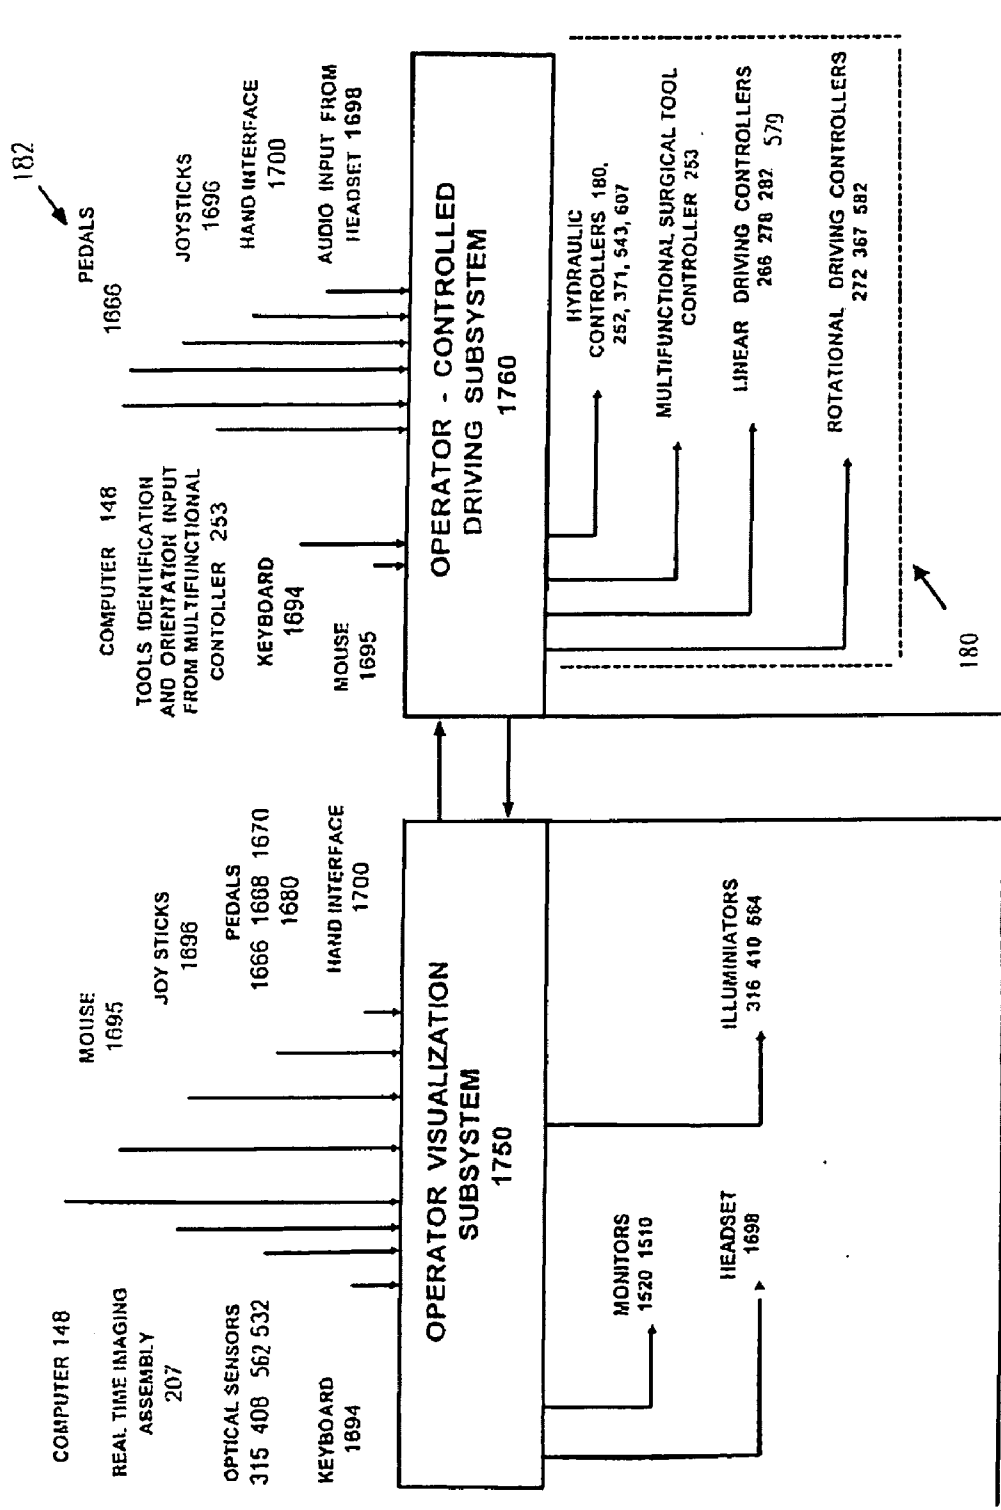 182
COMPUTER 148
REAL TIME IMAGING
ASSEMBLY
207
OPTICAL SENSORS
315 408 562 532
KEYBOARD
1694
MOUSE
1695
JOY STICKS
1696
PEDALS
1666 1668 1670
1680
HAND INTERFACE
1700
OPERATOR VISUALIZATION
SUBSYSTEM
1750
MONITORS
1520 1510
HEADSET
1698
ILLUMINIATORS
316 410 564
COMPUTER 148
TOOLS IDENTIFICATION
AND ORIENTATION INPUT
FROM MULTIFUNCTIONAL
CONTOLLER 253
KEYBOARD
1694
MOUSE
1695
PEDALS
1666
JOYSTICKS
1696
HAND INTERFACE
1700
AUDIO INPUT FROM
HEADSET 1698
OPERATOR - CONTROLLED
DRIVING SUBSYSTEM
1760
HYDRAULIC
CONTROLLERS 180,
252, 371, 543, 607
MULTIFUNCTIONAL SURGICAL TOOL
CONTROLLER 253
LINEAR DRIVING CONTROLLERS
266 278 282 579
ROTATIONAL DRIVING CONTROLLERS
272 367 582
180